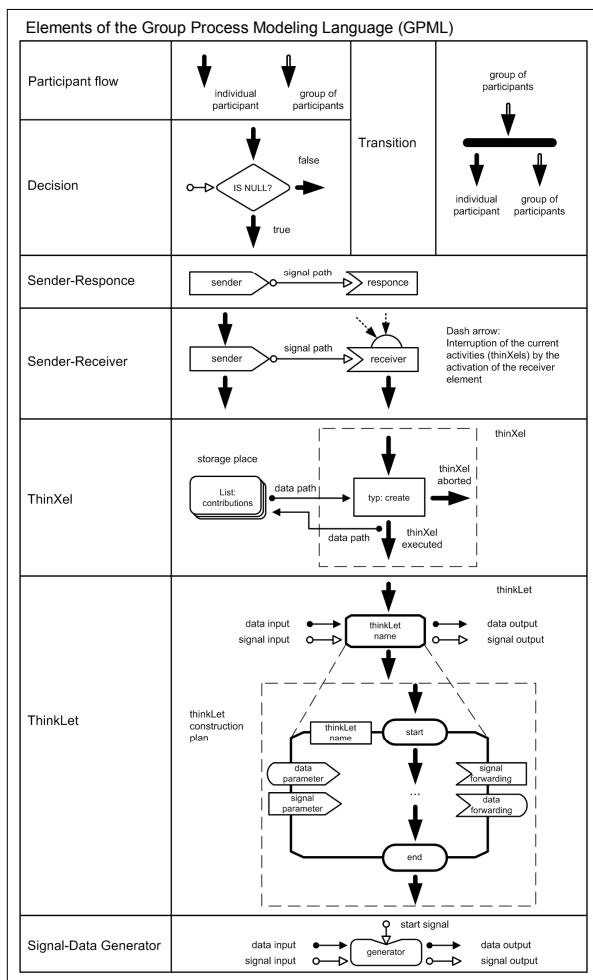 Elements of the Group Process Modeling Language (GPML)
Participant flow
individual
participant
group of
participants
Decision
IS NULL?
false
true
Transition
group of
participants
individual
participant
group of
participants
Sender-Responce
sender
signal path
responce
Sender-Receiver
sender
signal path
receiver
Dash arrow:
Interruption of the current
activities (thinXels) by the
activation of the receiver
element
ThinXel
storage place
List:
contributions
data path
data path
thinXel
typ: create
thinXel
aborted
thinXel
executed
ThinkLet
thinkLet
data input
signal input
thinkLet
name
data output
signal output
thinkLet
construction
plan
thinkLet
name
start
data
parameter
signal
parameter
...
signal
forwarding
data
forwarding
end
Signal-Data Generator
start signal
data input
signal input
generator
data output
signal output